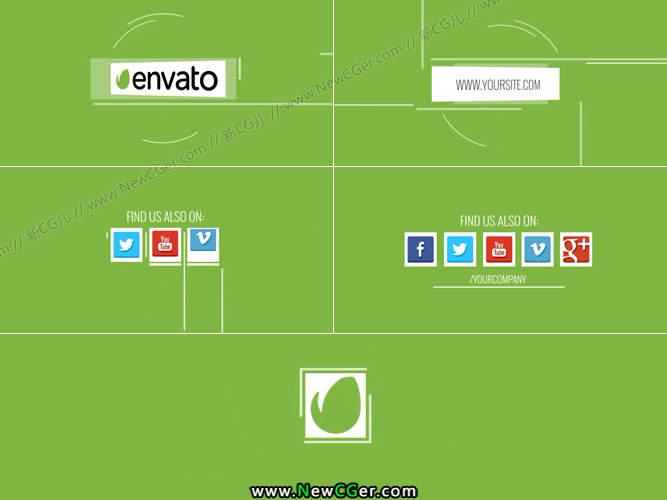 envato
WWW.YOURSITE.COM
www.NewCGer.com // 新CG儿 // www.NewCGer.com // 新CG儿 // www.NewCGer.com // 新CG儿
FIND US ALSO ON:
You
Tube
v
FIND US ALSO ON:
f
You
Tube
v
g+
/YOURCOMPANY
www.NewCGer.com